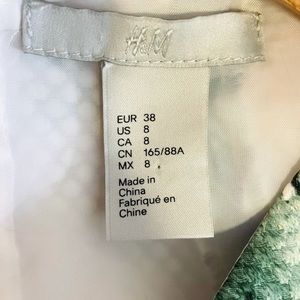 H&M
EUR 38
US 8
CA 8
CN 165/88A
MX 8
Made in
China
Fabriqué en
Chine